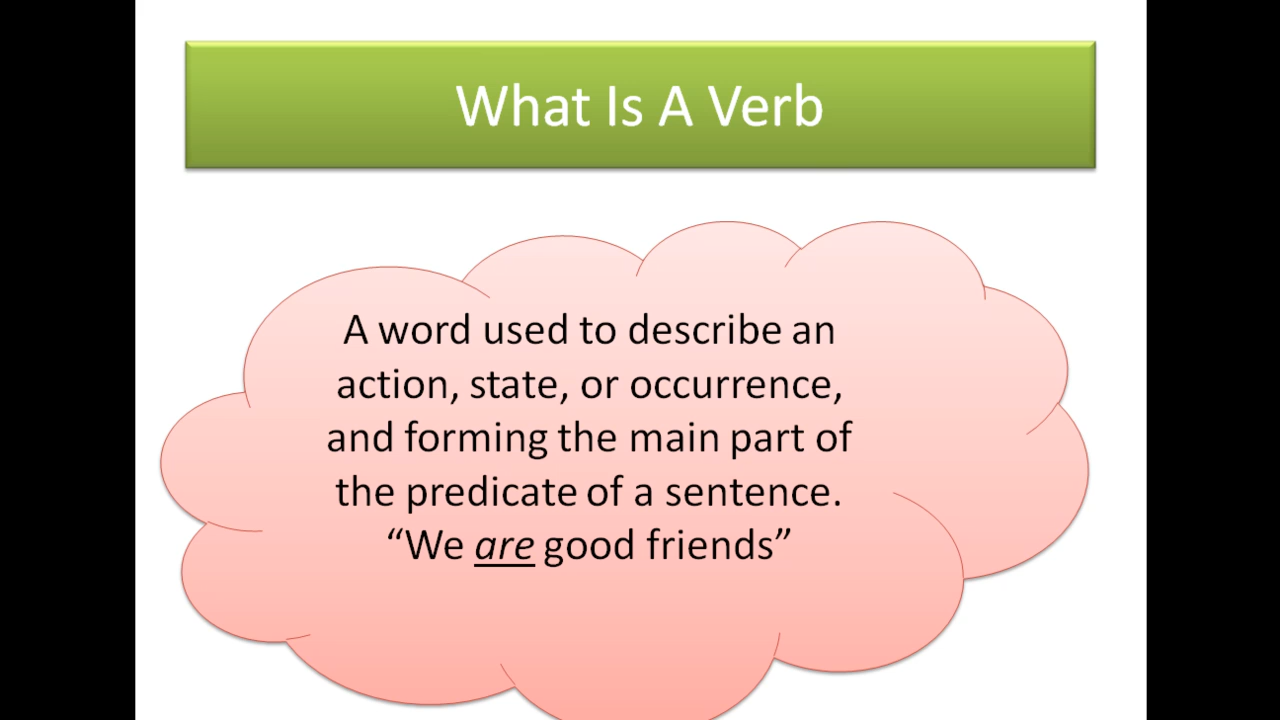 What Is A Verb
A word used to describe an
action, state, or occurrence,
and forming the main part of
the predicate of a sentence.
“We are good friends”